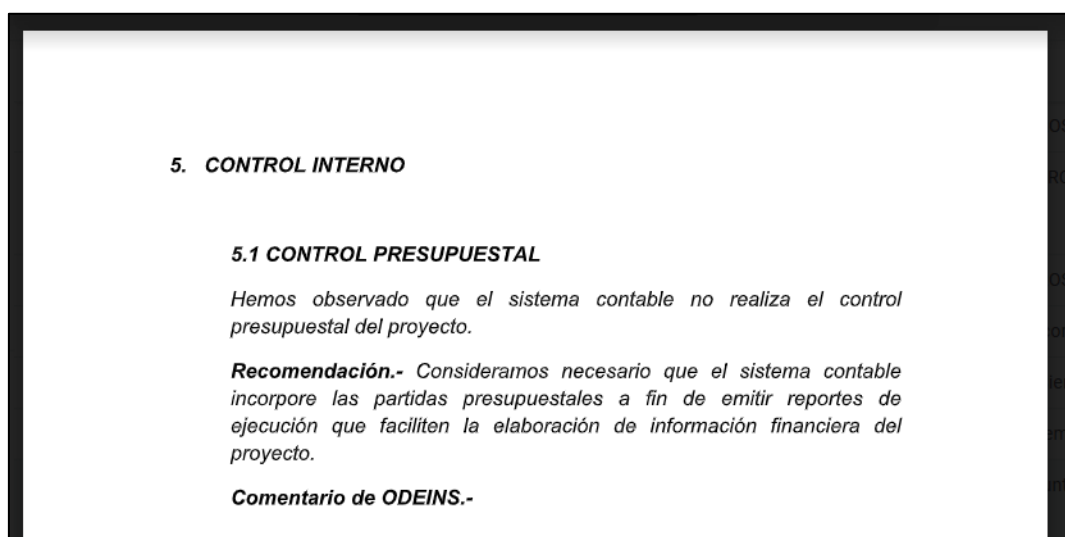 5. CONTROL INTERNO
5.1 CONTROL PRESUPUESTAL
Hemos observado que el sistema contable no realiza el control
presupuestal del proyecto.
Recomendación.- Consideramos necesario que el sistema contable
incorpore las partidas presupuestales a fin de emitir reportes de
ejecución que faciliten la elaboración de información financiera del
proyecto.
Comentario de ODEINS.-